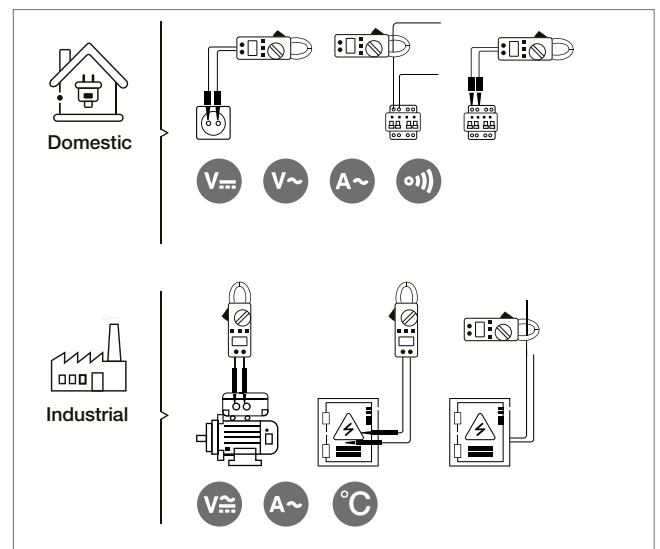 Domestic
V⎓ V~ A~
Industrial
V≂ A~ °C